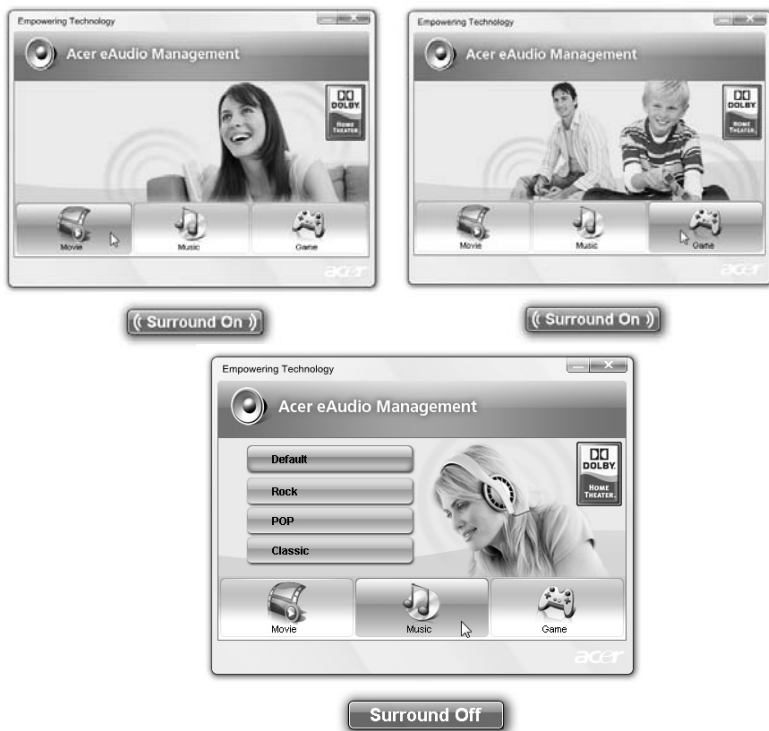 Empowering Technology
Acer eAudio Management
DOLBY
HOME
THEATER
Movie
Music
Game
acer
(( Surround On ))
Empowering Technology
Acer eAudio Management
DOLBY
HOME
THEATER
Movie
Music
Game
acer
(( Surround On ))
Empowering Technology
Acer eAudio Management
Default
Rock
POP
Classic
DOLBY
HOME
THEATER
Movie
Music
Game
acer
Surround Off